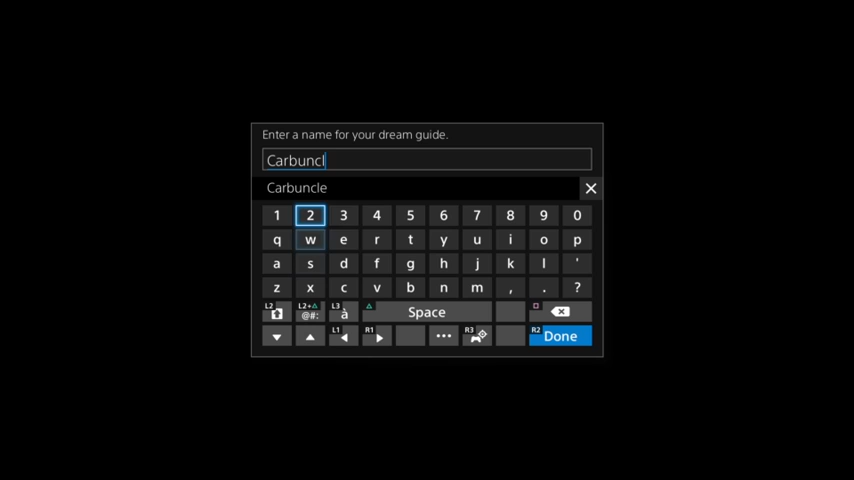 Enter a name for your dream guide.
Carbuncl
Carbuncle
1 2 3 4 5 6 7 8 9 0
q w e r t y u i o p
a s d f g h j k l '
z x c v b n m , . ?
L2 L2+△ @#: L3 à △ Space □
L1 R1 ... R3 R2 Done